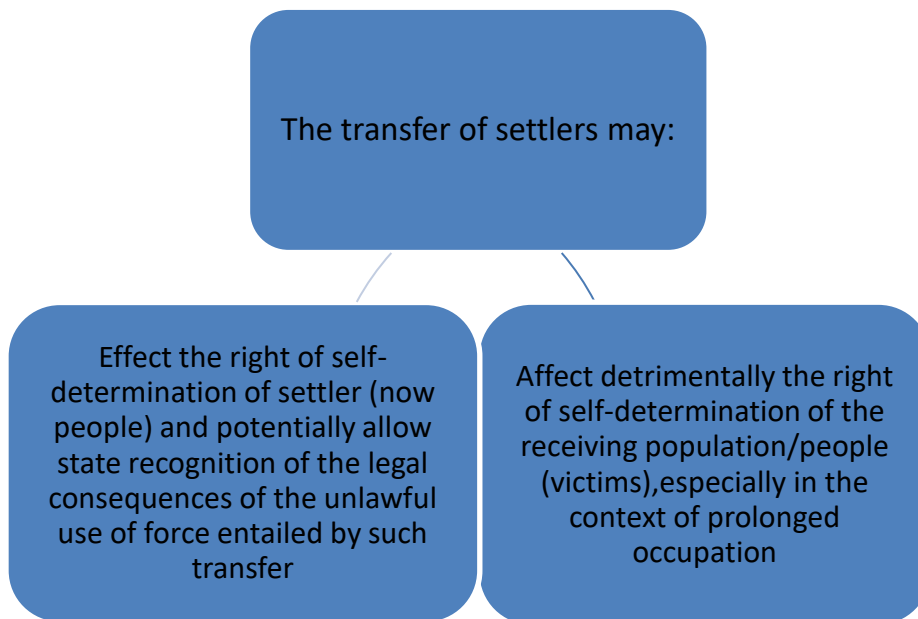 The transfer of settlers may:
Effect the right of self-
determination of settler (now
people) and potentially allow
state recognition of the legal
consequences of the unlawful
use of force entailed by such
transfer
Affect detrimentally the right
of self-determination of the
receiving population/people
(victims),especially in the
context of prolonged
occupation